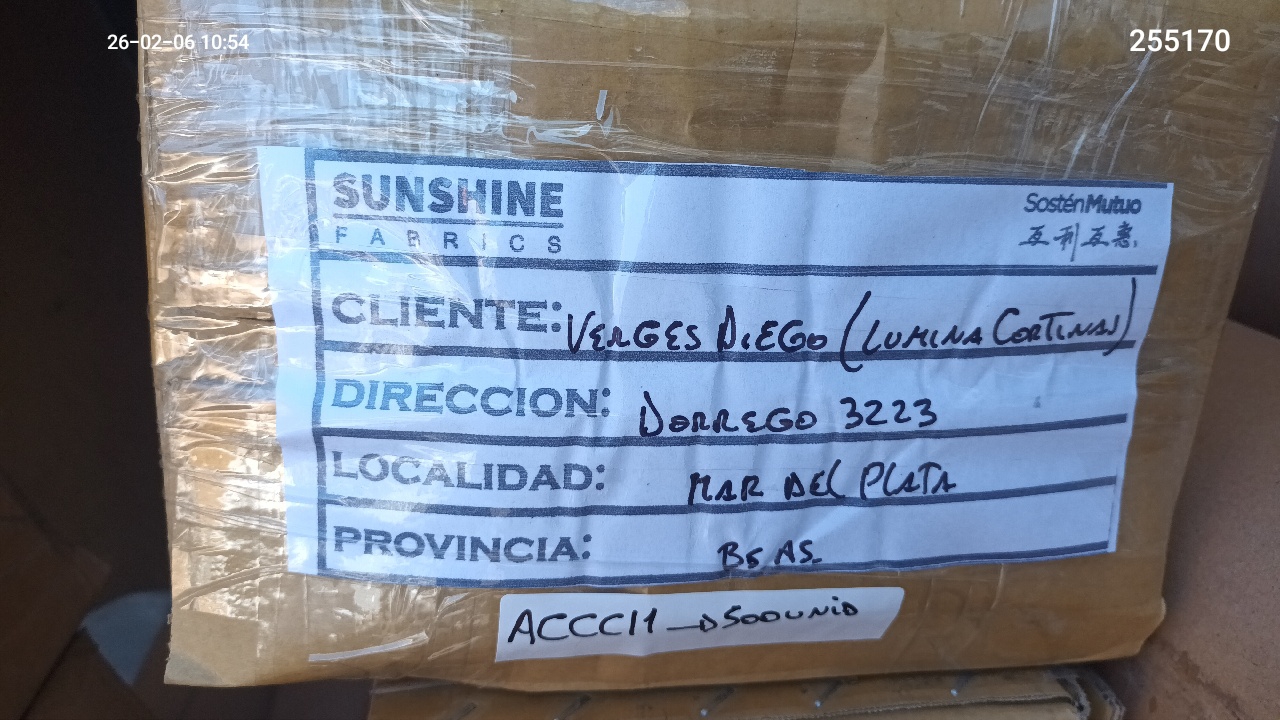 26-02-06 10:54
255170
SUNSHINE
FABRICS
SosténMutuo
互利互惠
CLIENTE: VERGES DIEGO (LUMINA CORTINAS)
DIRECCION: DORREGO 3223
LOCALIDAD: MAR DEL PLATA
PROVINCIA: BS AS.
ACCC11 → 500 UNID